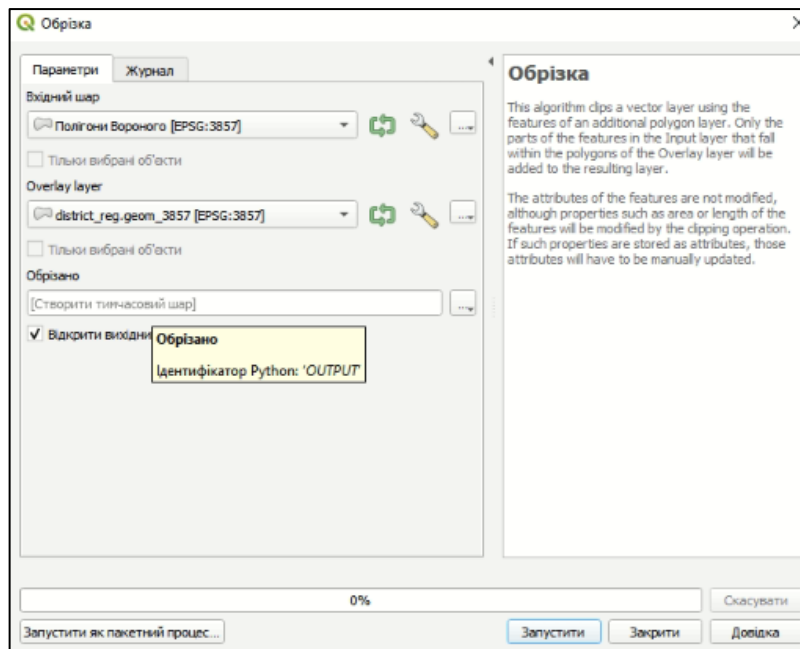 Обрізка
Параметри
Журнал
Вхідний шар
Полігони Вороного [EPSG:3857]
...
Тільки вибрані об'єкти
Overlay layer
district_reg.geom_3857 [EPSG:3857]
...
Тільки вибрані об'єкти
Обрізано
[Створити тимчасовий шар]
...
Відкрити вихідни
Обрізано
Ідентифікатор Python: 'OUTPUT'
Обрізка
This algorithm clips a vector layer using the
features of an additional polygon layer. Only the
parts of the features in the Input layer that fall
within the polygons of the Overlay layer will be
added to the resulting layer.
The attributes of the features are not modified,
although properties such as area or length of the
features will be modified by the clipping operation.
If such properties are stored as attributes, those
attributes will have to be manually updated.
0%
Скасувати
Запустити як пакетний процес...
Запустити
Закрити
Довідка